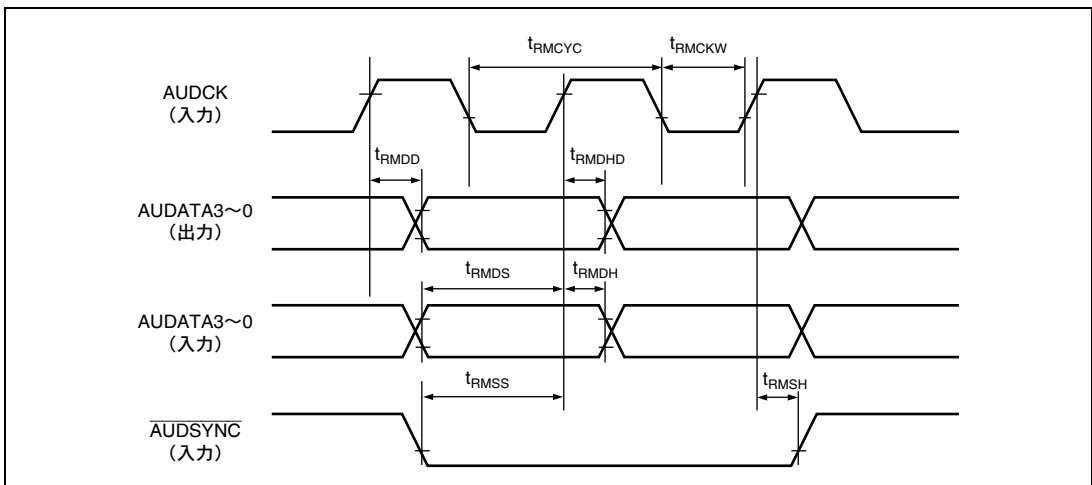 tRMCYC
tRMCKW
AUDCK
（入力）
tRMDD
tRMDHD
AUDATA3～0
（出力）
tRMDS
tRMDH
AUDATA3～0
（入力）
tRMSS
tRMSH
AUDSYNC
（入力）